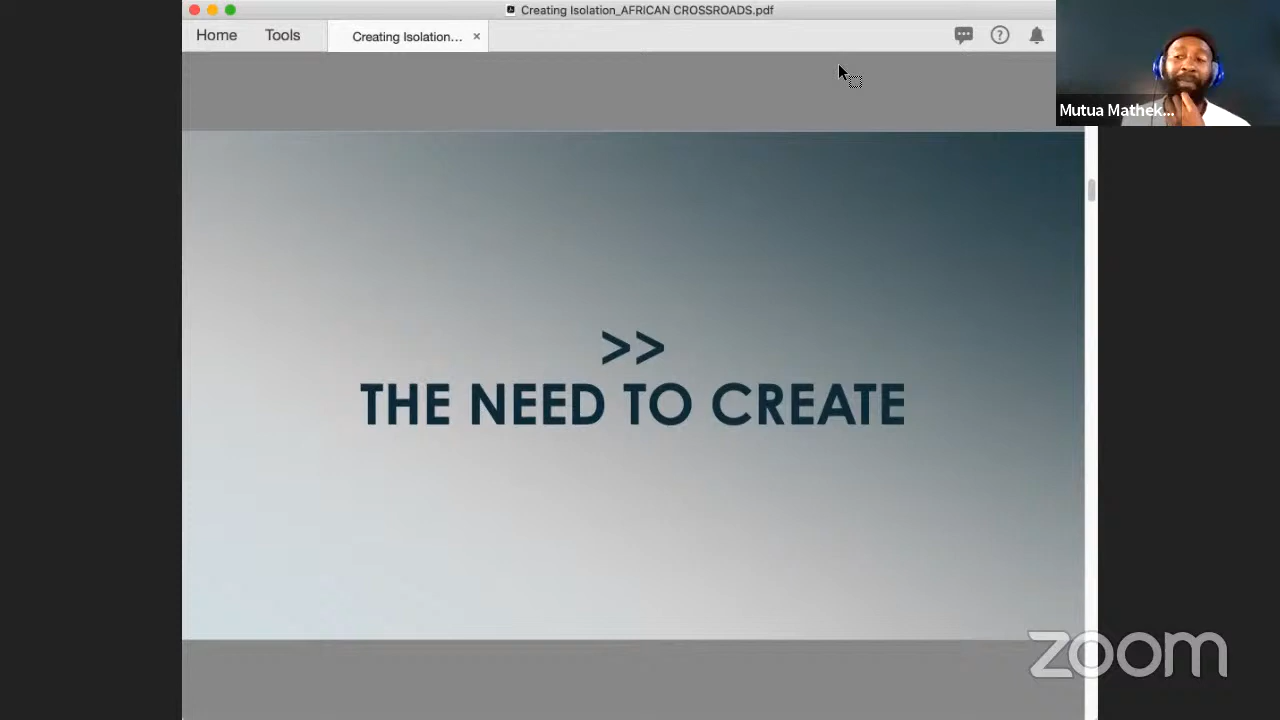 Creating Isolation_AFRICAN CROSSROADS.pdf
Home
Tools
Creating Isolation...
Mutua Mathek...
>>
THE NEED TO CREATE
zoom